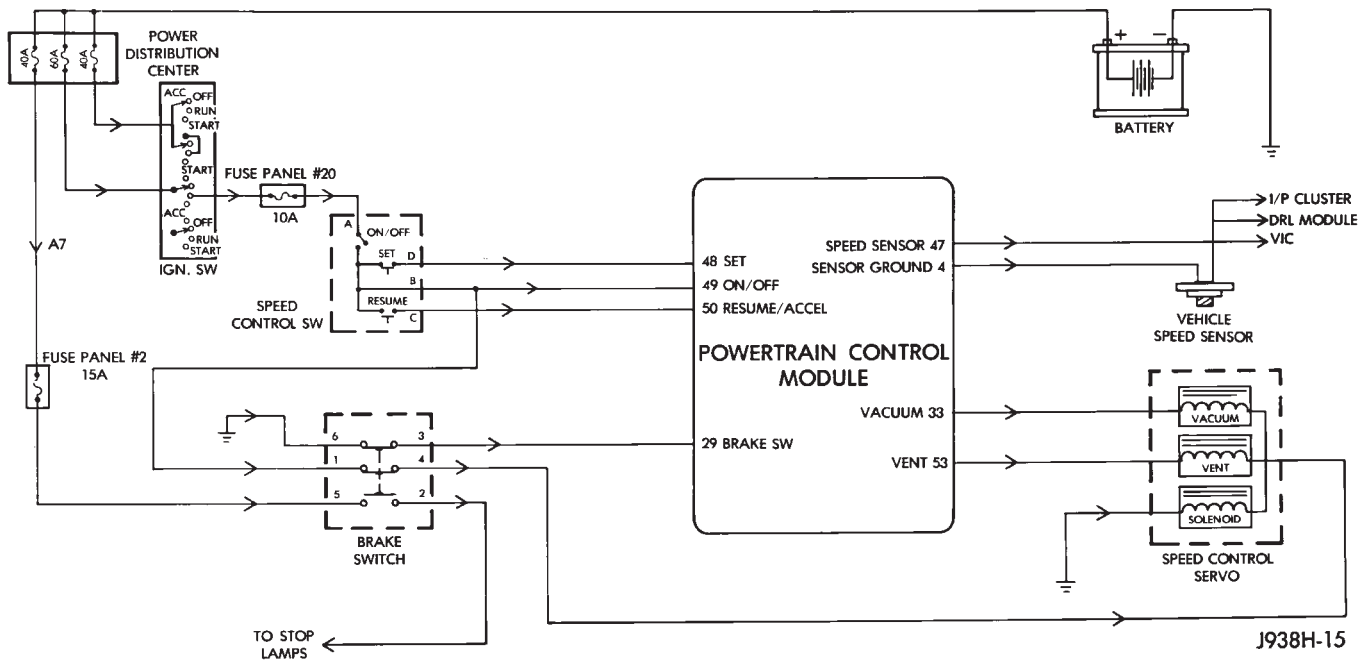 POWER
DISTRIBUTION
CENTER
40A
60A
40A
ACC
OFF
RUN
START
START
ACC
OFF
RUN
START
IGN. SW
A7
FUSE PANEL #20
10A
+
−
BATTERY
A
ON/OFF
SET
D
B
RESUME
C
SPEED
CONTROL SW
FUSE PANEL #2
15A
48 SET
49 ON/OFF
50 RESUME/ACCEL
SPEED SENSOR 47
SENSOR GROUND 4
POWERTRAIN CONTROL
MODULE
VACUUM 33
29 BRAKE SW
VENT 53
I/P CLUSTER
DRL MODULE
VIC
VEHICLE
SPEED SENSOR
6
3
1
4
5
2
BRAKE
SWITCH
VACUUM
VENT
SOLENOID
SPEED CONTROL
SERVO
TO STOP
LAMPS
J938H-15